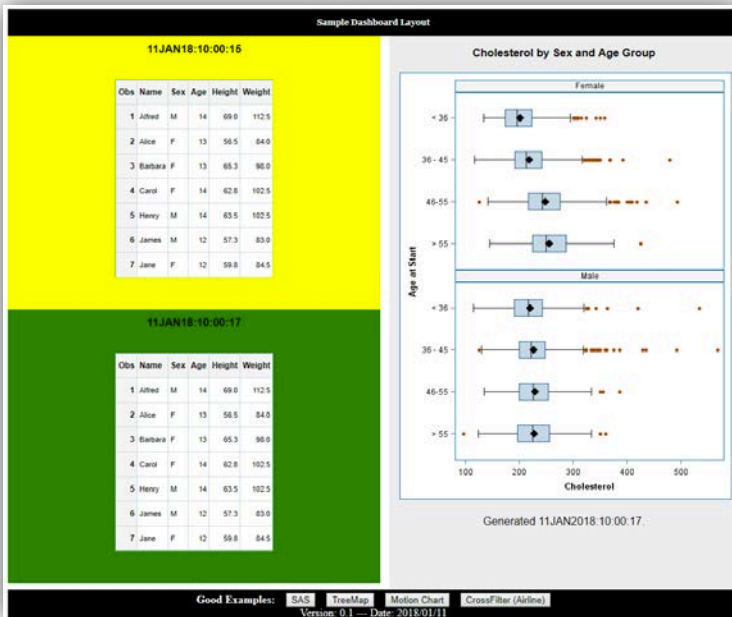 Sample Dashboard Layout
11JAN18:10:00:15
Obs Name Sex Age Height Weight
1 Alfred M 14 69.0 112.5
2 Alice F 13 56.5 84.0
3 Barbara F 13 65.3 98.0
4 Carol F 14 62.8 102.5
5 Henry M 14 63.5 102.5
6 James M 12 57.3 83.0
7 Jane F 12 59.8 84.5
11JAN18:10:00:17
Obs Name Sex Age Height Weight
1 Alfred M 14 69.0 112.5
2 Alice F 13 56.5 84.0
3 Barbara F 13 65.3 98.0
4 Carol F 14 62.8 102.5
5 Henry M 14 63.5 102.5
6 James M 12 57.3 83.0
7 Jane F 12 59.8 84.5
Cholesterol by Sex and Age Group
Female
< 36
36 - 45
46-55
> 55
Age at Start
Male
< 36
36 - 45
46-55
> 55
100 200 300 400 500
Cholesterol
Generated 11JAN2018:10:00:17.
Good Examples: SAS TreeMap Motion Chart CrossFilter (Airline)
Version: 0.1 --- Date: 2018/01/11